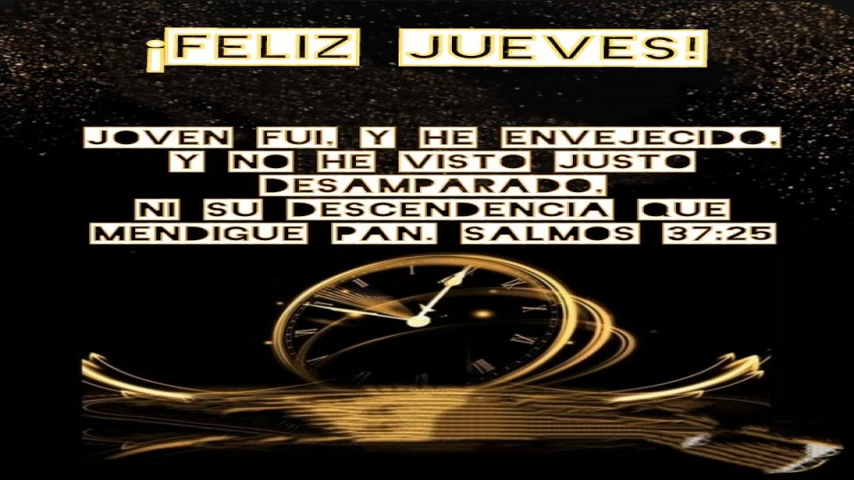 ¡FELIZ JUEVES!
JOVEN FUI, Y HE ENVEJECIDO,
Y NO HE VISTO JUSTO
DESAMPARADO,
NI SU DESCENDENCIA QUE
MENDIGUE PAN. SALMOS 37:25